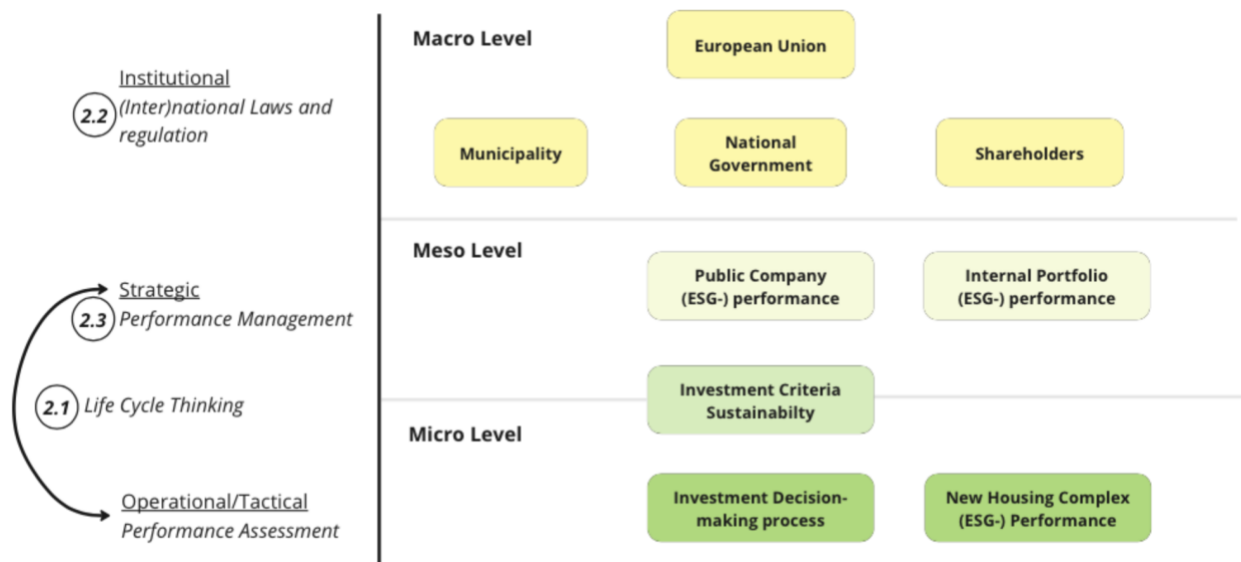 Macro Level
European Union
Institutional
2.2
(Inter)national Laws and
regulation
Municipality
National
Government
Shareholders
Meso Level
Public Company
(ESG-) performance
Internal Portfolio
(ESG-) performance
Strategic
2.3
Performance Management
Investment Criteria
Sustainabilty
2.1
Life Cycle Thinking
Micro Level
Operational/Tactical
Performance Assessment
Investment Decision-
making process
New Housing Complex
(ESG-) Performance